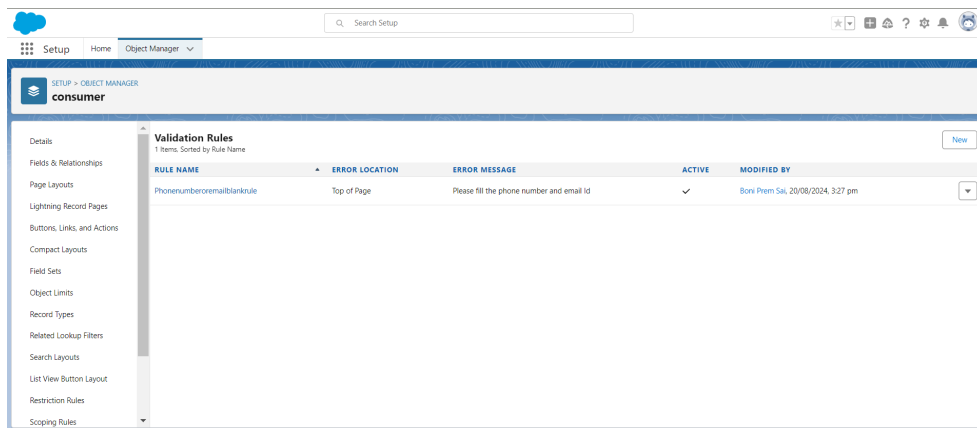 Search Setup
Setup Home Object Manager
SETUP > OBJECT MANAGER
consumer
Details
Fields & Relationships
Page Layouts
Lightning Record Pages
Buttons, Links, and Actions
Compact Layouts
Field Sets
Object Limits
Record Types
Related Lookup Filters
Search Layouts
List View Button Layout
Restriction Rules
Scoping Rules
Validation Rules
1 Items, Sorted by Rule Name
New
RULE NAME ERROR LOCATION ERROR MESSAGE ACTIVE MODIFIED BY
Phonenumberoremailblankrule Top of Page Please fill the phone number and email Id Boni Prem Sai, 20/08/2024, 3:27 pm